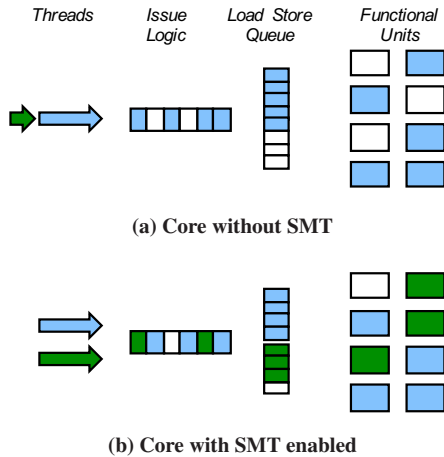 Threads
Issue
Logic
Load Store
Queue
Functional
Units
(a) Core without SMT
(b) Core with SMT enabled